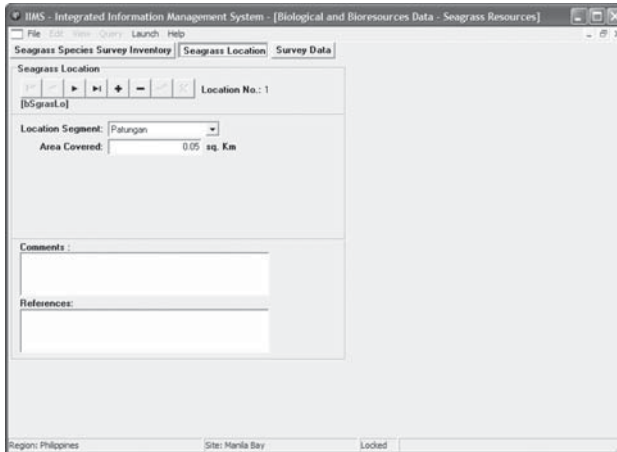 IIMS - Integrated Information Management System - [Biological and Bioresources Data - Seagrass Resources]
File Edit View Query Launch Help
Seagrass Species Survey Inventory Seagrass Location Survey Data
Seagrass Location
Location No.: 1
[bSgrasLo]
Location Segment: Patungan
Area Covered: 0.05 sq. Km
Comments :
References:
Region: Philippines Site: Manila Bay Locked